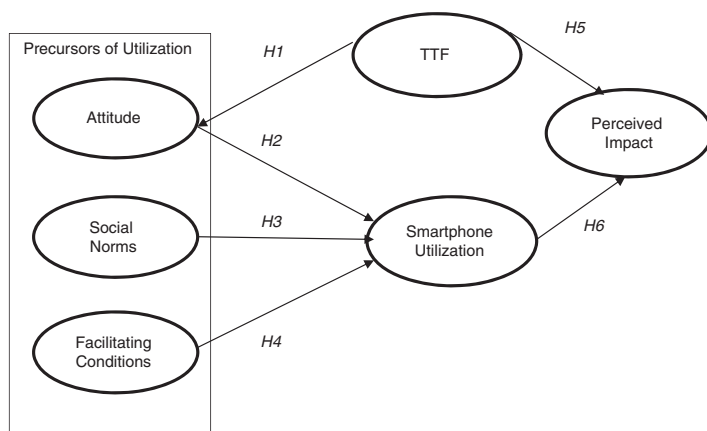 Precursors of Utilization
H1
TTF
H5
Attitude
H2
Perceived
Impact
Social
Norms
H3
Smartphone
Utilization
H6
Facilitating
Conditions
H4